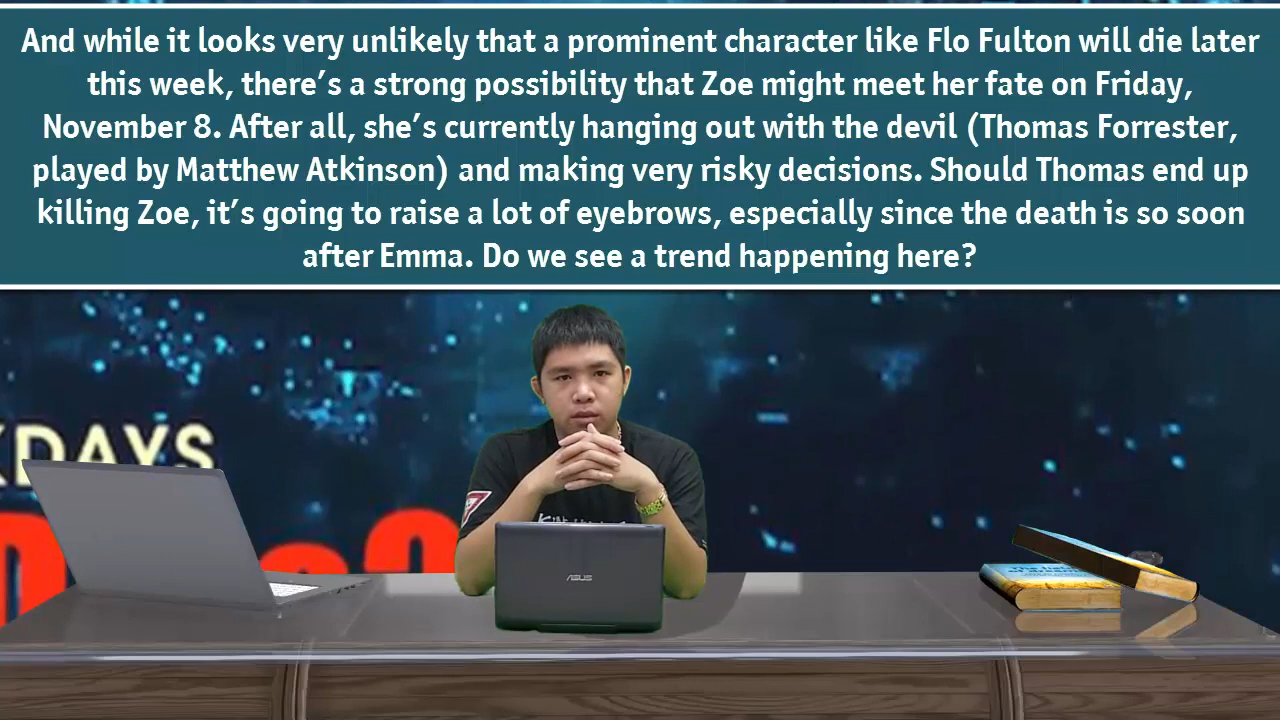 And while it looks very unlikely that a prominent character like Flo Fulton will die later
this week, there’s a strong possibility that Zoe might meet her fate on Friday,
November 8. After all, she’s currently hanging out with the devil (Thomas Forrester,
played by Matthew Atkinson) and making very risky decisions. Should Thomas end up
killing Zoe, it’s going to raise a lot of eyebrows, especially since the death is so soon
after Emma. Do we see a trend happening here?
KDAYS
ASUS